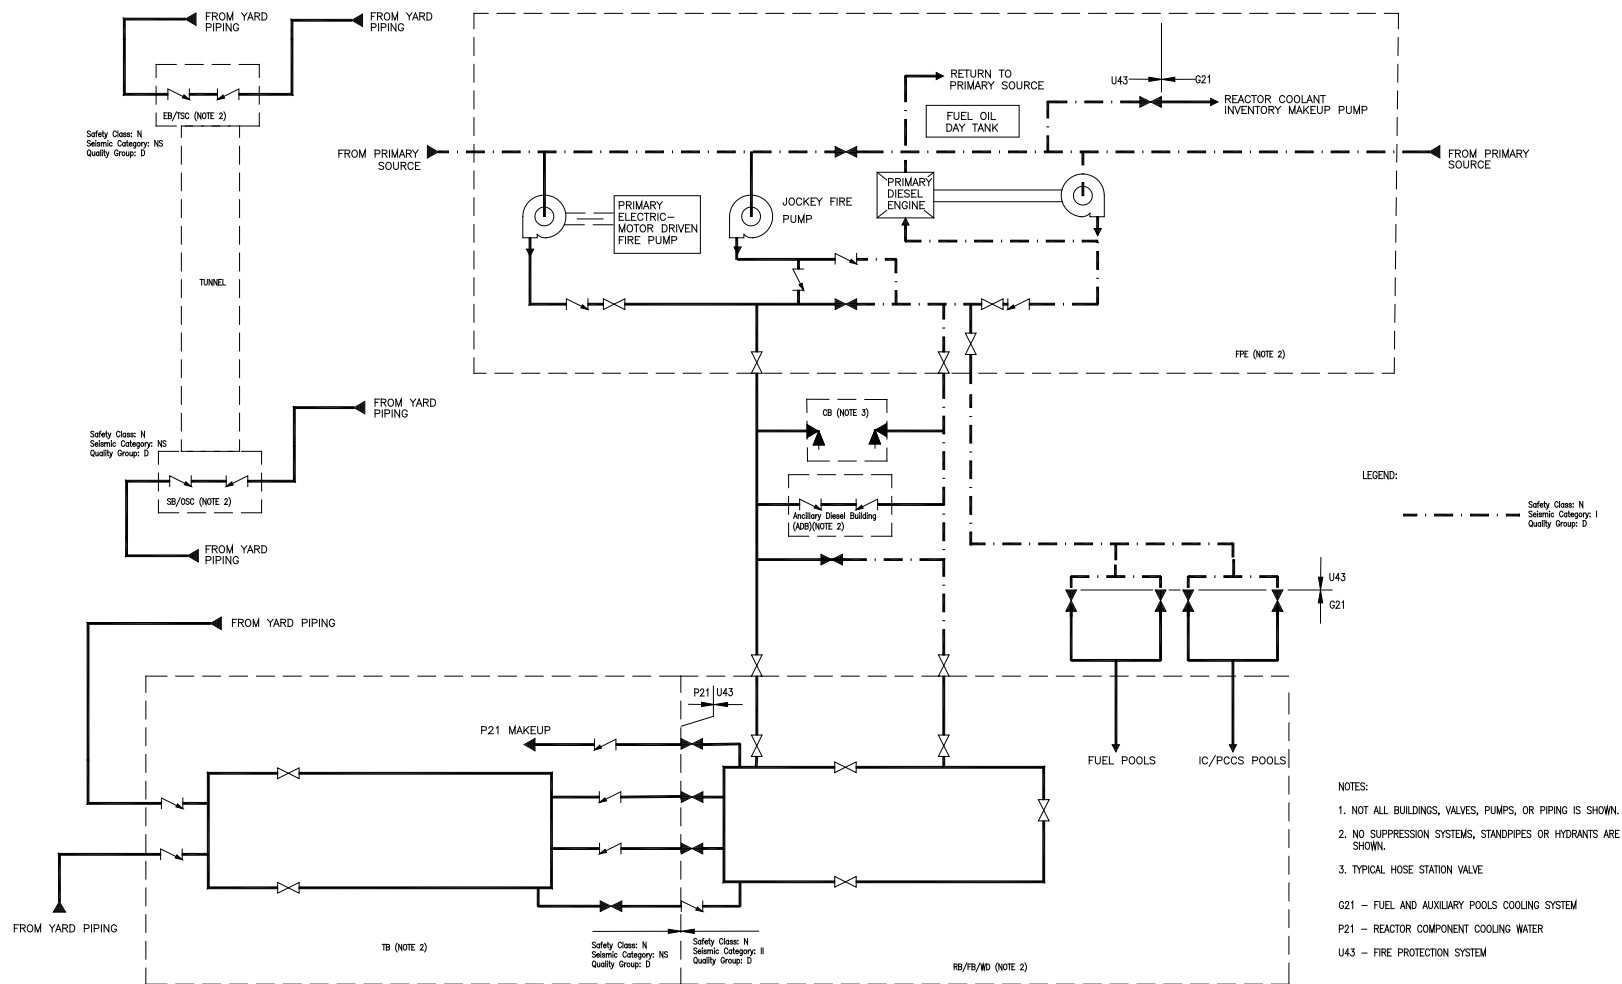 FROM YARD
PIPING
FROM YARD
PIPING
EB/TSC (NOTE 2)
Safety Class: N
Seismic Category: NS
Quality Group: D
TUNNEL
FROM YARD
PIPING
Safety Class: N
Seismic Category: NS
Quality Group: D
SB/OSC (NOTE 2)
FROM YARD
PIPING
U43
G21
RETURN TO
PRIMARY SOURCE
REACTOR COOLANT
INVENTORY MAKEUP PUMP
FUEL OIL
DAY TANK
FROM PRIMARY
SOURCE
FROM PRIMARY
SOURCE
PRIMARY
ELECTRIC-
MOTOR DRIVEN
FIRE PUMP
JOCKEY FIRE
PUMP
PRIMARY
DIESEL
ENGINE
FPE (NOTE 2)
CB (NOTE 3)
Ancillary Diesel Building
(ADB)(NOTE 2)
LEGEND:
Safety Class: N
Seismic Category: I
Quality Group: D
U43
G21
FROM YARD PIPING
P21
U43
P21 MAKEUP
FUEL POOLS
IC/PCCS POOLS
FROM YARD PIPING
TB (NOTE 2)
Safety Class: N
Seismic Category: NS
Quality Group: D
Safety Class: N
Seismic Category: II
Quality Group: D
RB/FB/WD (NOTE 2)
NOTES:
1. NOT ALL BUILDINGS, VALVES, PUMPS, OR PIPING IS SHOWN.
2. NO SUPPRESSION SYSTEMS, STANDPIPES OR HYDRANTS ARE
SHOWN.
3. TYPICAL HOSE STATION VALVE
G21 - FUEL AND AUXILIARY POOLS COOLING SYSTEM
P21 - REACTOR COMPONENT COOLING WATER
U43 - FIRE PROTECTION SYSTEM